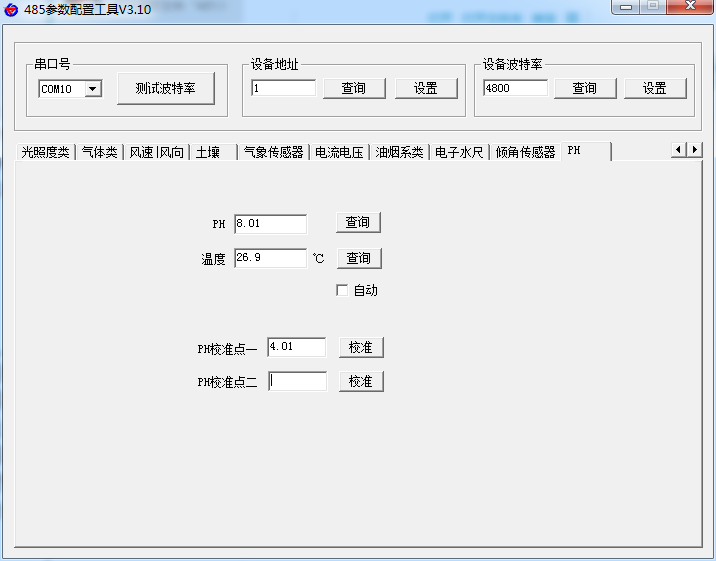 485参数配置工具V3.10
串口号
COM10
测试波特率
设备地址
1
查询
设置
设备波特率
4800
查询
设置
光照度类
气体类
风速|风向
土壤
气象传感器
电流电压
油烟系类
电子水尺
倾角传感器
PH
PH
8.01
查询
温度
26.9
℃
查询
自动
PH校准点一
4.01
校准
PH校准点二
校准